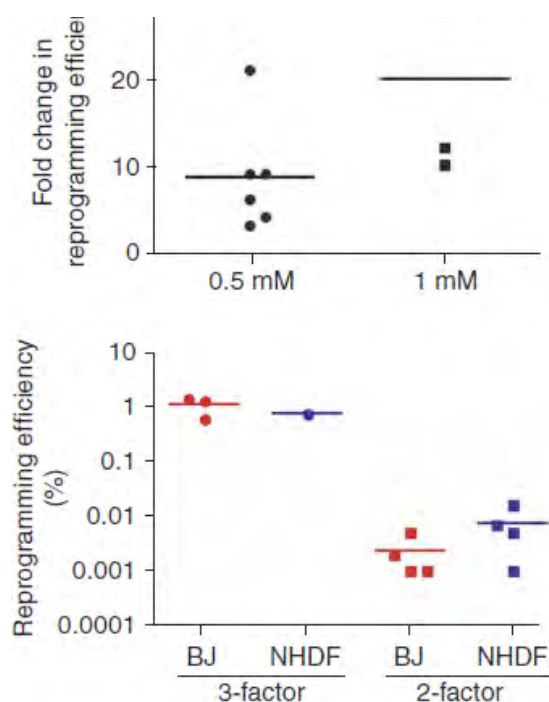 Fold change in
reprogramming
20
10
0
0.5 mM
1 mM
Reprogramming efficiency
(%)
10
1
0.1
0.01
0.001
0.0001
BJ NHDF BJ NHDF
3-factor 2-factor